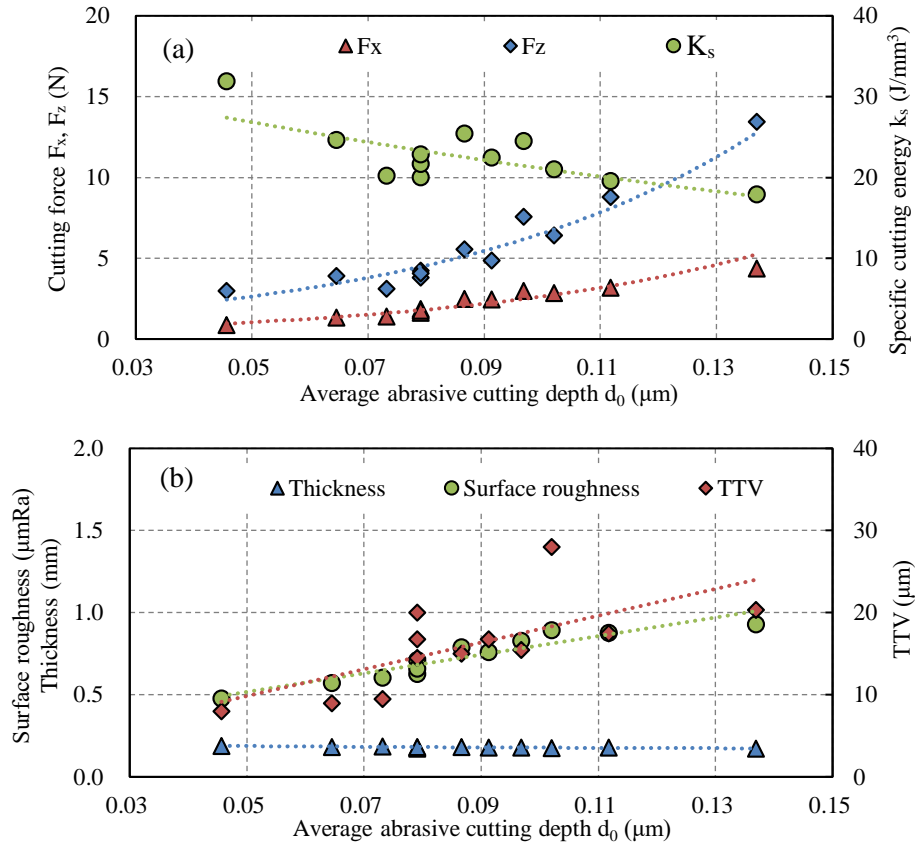 (a)
Fx Fz Kₛ
20
15
10
5
0
Cutting force Fₓ, F_z (N)
40
30
20
10
0
Specific cutting energy kₛ (J/mm³)
0.03 0.05 0.07 0.09 0.11 0.13 0.15
Average abrasive cutting depth d₀ (μm)
(b)
Thickness Surface roughness TTV
2.0
1.5
1.0
0.5
0.0
Surface roughness (μmRa)
Thickness (mm)
40
30
20
10
0
TTV (μm)
0.03 0.05 0.07 0.09 0.11 0.13 0.15
Average abrasive cutting depth d₀ (μm)